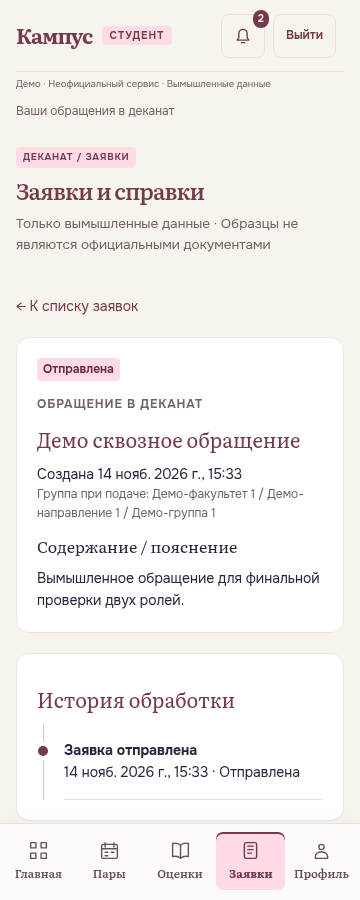 Кампус СТУДЕНТ 2 Выйти
Демо · Неофициальный сервис · Вымышленные данные
Ваши обращения в деканат
ДЕКАНАТ / ЗАЯВКИ
Заявки и справки
Только вымышленные данные · Образцы не
являются официальными документами
← К списку заявок
Отправлена
ОБРАЩЕНИЕ В ДЕКАНАТ
Демо сквозное обращение
Создана 14 нояб. 2026 г., 15:33
Группа при подаче: Демо-факультет 1 / Демо-
направление 1 / Демо-группа 1
Содержание / пояснение
Вымышленное обращение для финальной
проверки двух ролей.
История обработки
Заявка отправлена
14 нояб. 2026 г., 15:33 · Отправлена
Главная Пары Оценки Заявки Профиль